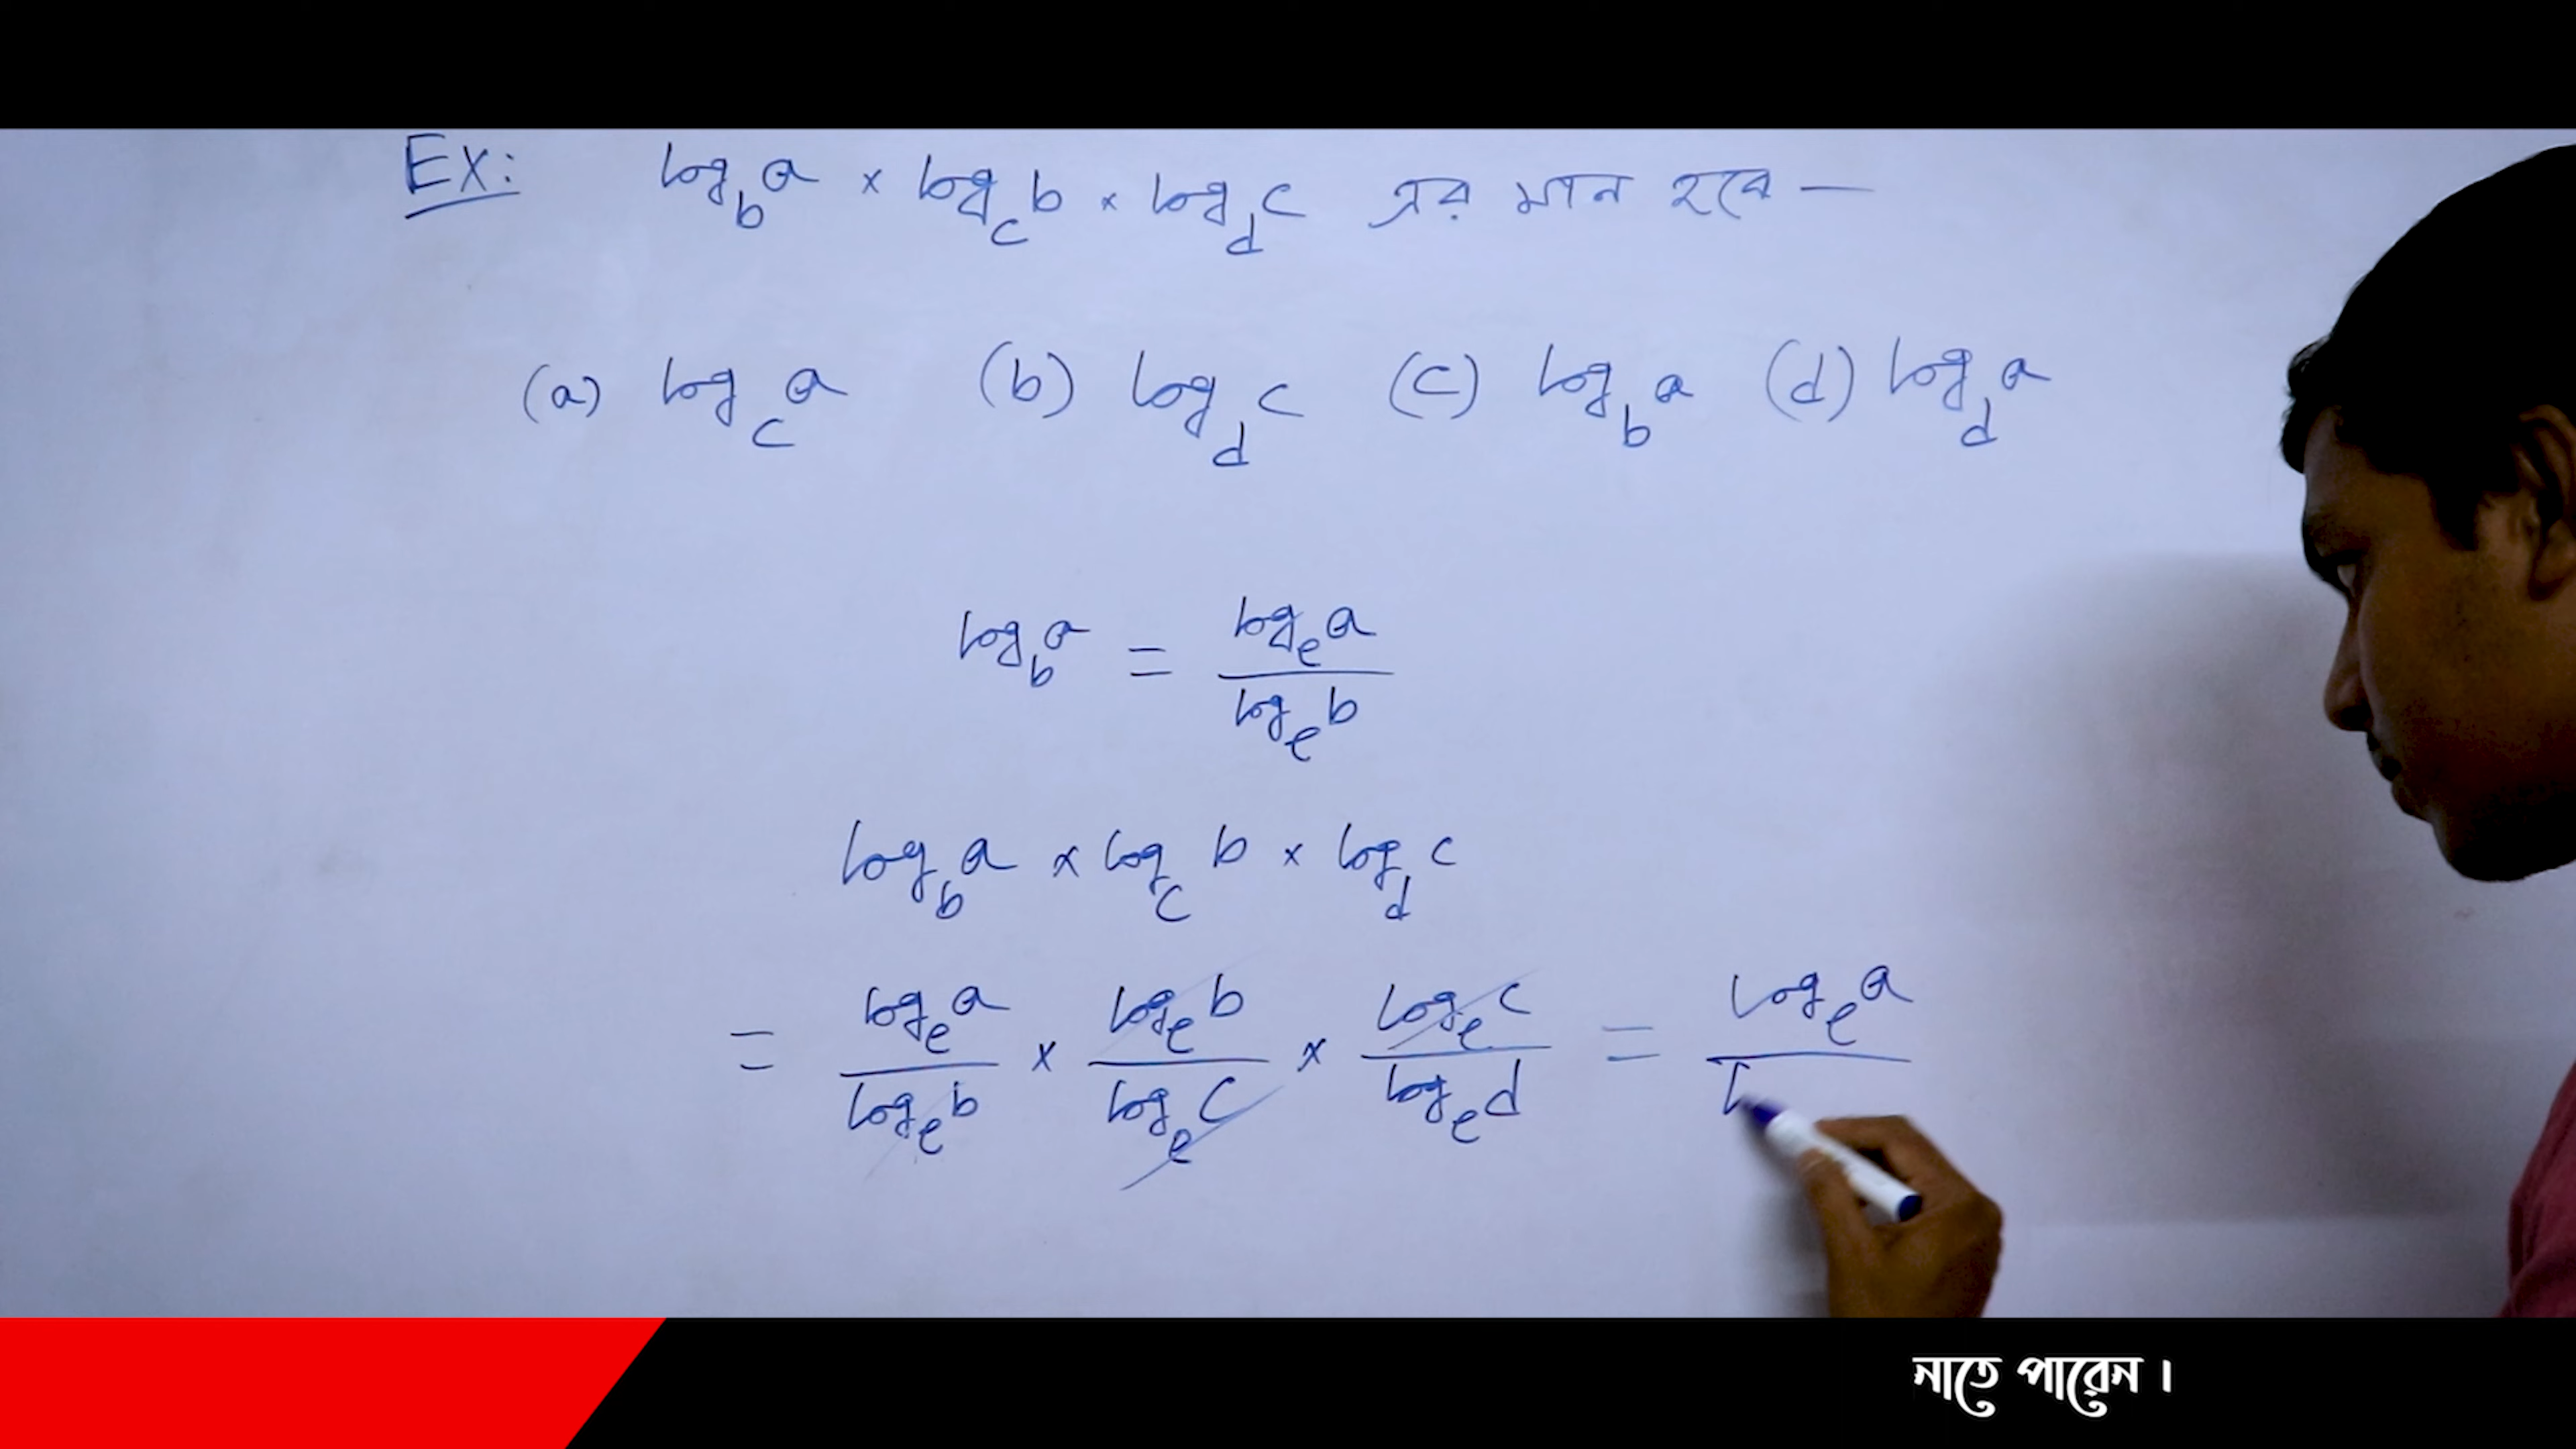 Ex: log_b a × log_c b × log_d c এর মান হবে —
(a) log_c a (b) log_d c (c) log_b a (d) log_d a
log_b a = log_e a / log_e b
log_b a × log_c b × log_d c
= log_e a / log_e b × log_e b / log_e c × log_e c / log_e d = log_e a / l
নাতে পারেন।